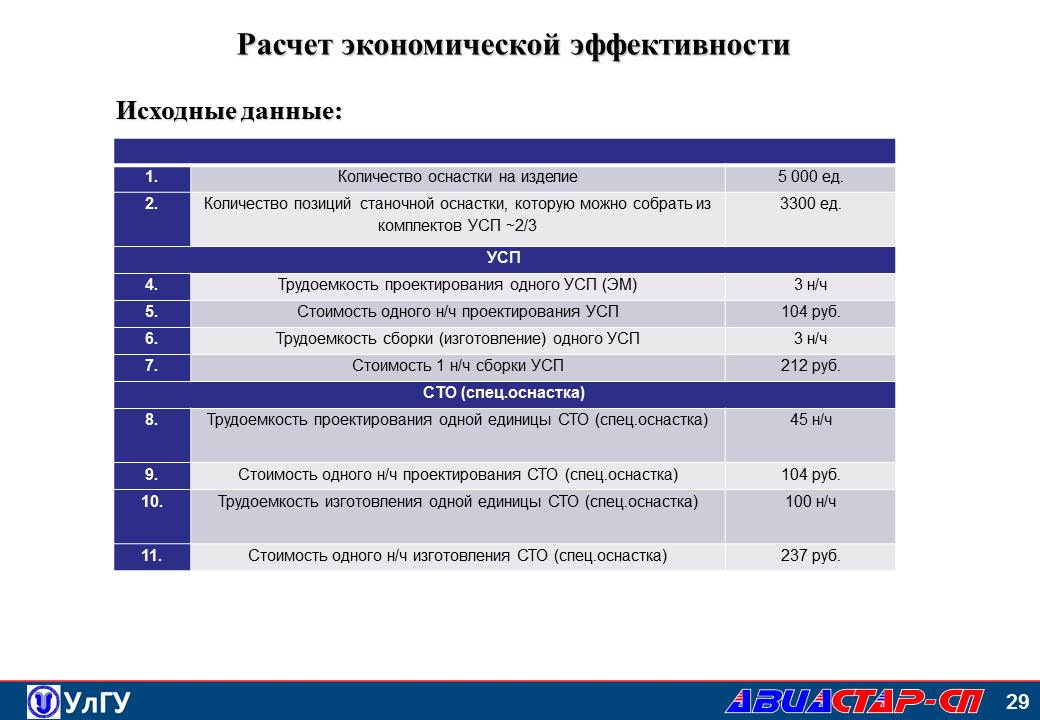 Расчет экономической эффективности
Исходные данные:
1. Количество оснастки на изделие 5 000 ед.
2. Количество позиций станочной оснастки, которую можно собрать из 3300 ед.
комплектов УСП ~2/3
УСП
4. Трудоемкость проектирования одного УСП (ЭМ) 3 н/ч
5. Стоимость одного н/ч проектирования УСП 104 руб.
6. Трудоемкость сборки (изготовление) одного УСП 3 н/ч
7. Стоимость 1 н/ч сборки УСП 212 руб.
СТО (спец.оснастка)
8. Трудоемкость проектирования одной единицы СТО (спец.оснастка) 45 н/ч
9. Стоимость одного н/ч проектирования СТО (спец.оснастка) 104 руб.
10. Трудоемкость изготовления одной единицы СТО (спец.оснастка) 100 н/ч
11. Стоимость одного н/ч изготовления СТО (спец.оснастка) 237 руб.
УлГУ АВИАСТАР-СП 29